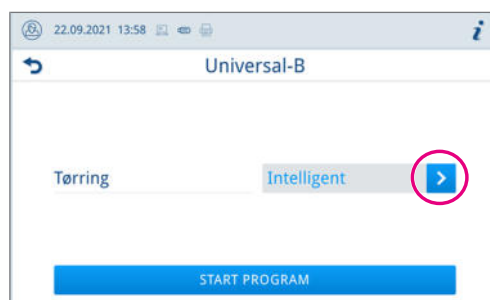 22.09.2021 13:58 i
Universal-B
Tørring Intelligent
START PROGRAM